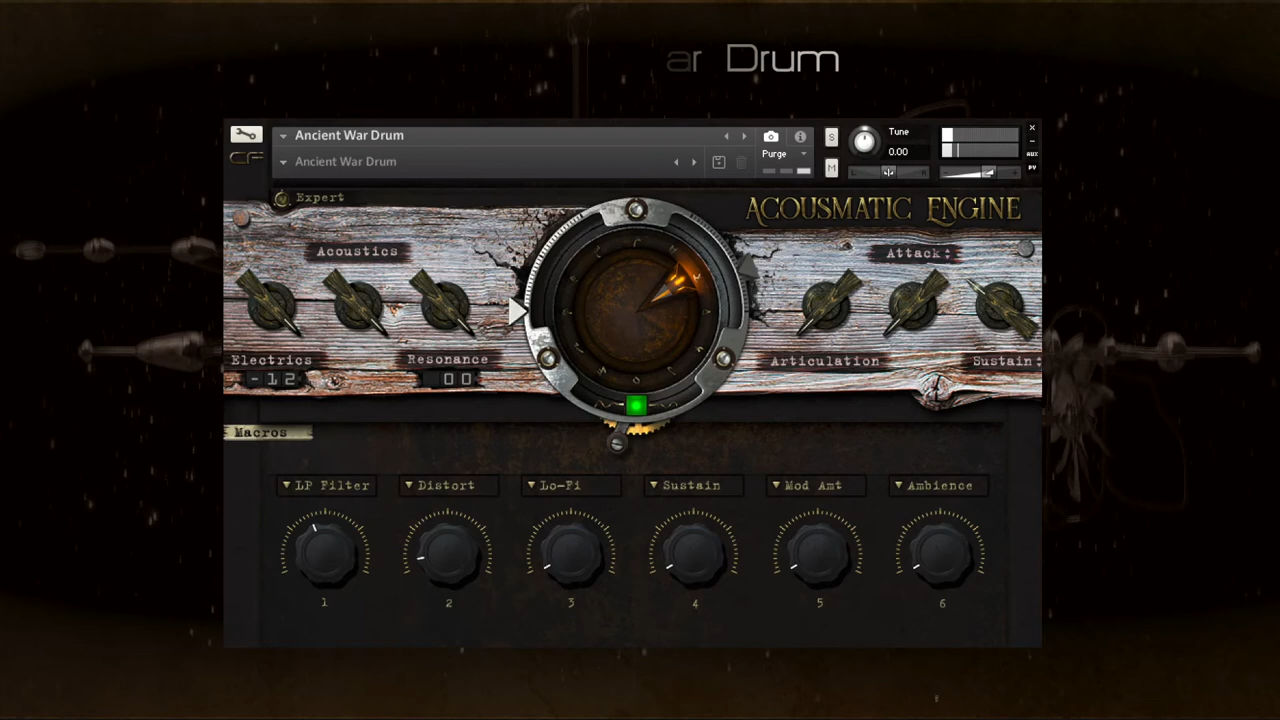 ar Drum
Ancient War Drum
Ancient War Drum
Purge
S
M
Tune
0.00
L
R
AUX
PV
Expert
ACOUSMATIC ENGINE
Acoustics
Attack:
Electrics
Resonance
Articulation
Sustain:
-12
00
Macros
LP Filter
Distort
Lo-Fi
Sustain
Mod Amt
Ambience
1
2
3
4
5
6